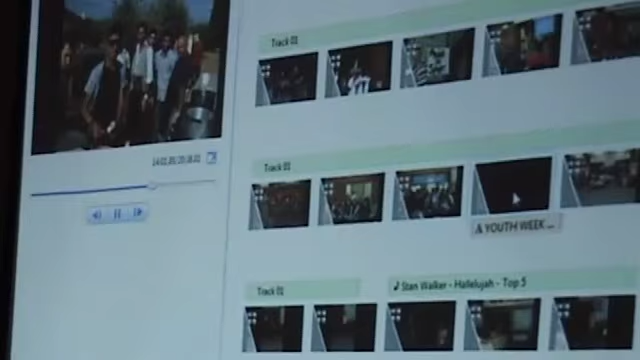 Track 01
Track 01
A YOUTH WEEK ...
Track 01
Stan Walker - Hallelujah - Top 5